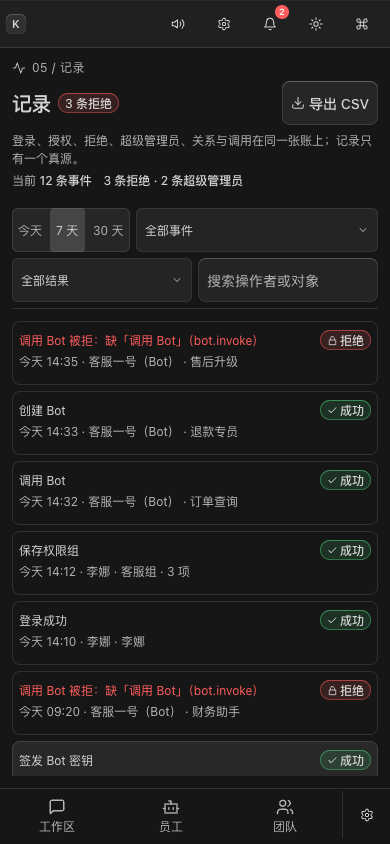 K
2
05 / 记录
记录
3 条拒绝
导出 CSV
登录、授权、拒绝、超级管理员、关系与调用在同一张账上；记录只
有一个真源。
当前 12 条事件 3 条拒绝 · 2 条超级管理员
今天
7 天
30 天
全部事件
全部结果
搜索操作者或对象
调用 Bot 被拒：缺「调用 Bot」（bot.invoke）
拒绝
今天 14:35 · 客服一号（Bot） · 售后升级
创建 Bot
成功
今天 14:33 · 客服一号（Bot） · 退款专员
调用 Bot
成功
今天 14:32 · 客服一号（Bot） · 订单查询
保存权限组
成功
今天 14:12 · 李娜 · 客服组 · 3 项
登录成功
成功
今天 14:10 · 李娜 · 李娜
调用 Bot 被拒：缺「调用 Bot」（bot.invoke）
拒绝
今天 09:20 · 客服一号（Bot） · 财务助手
签发 Bot 密钥
成功
工作区
员工
团队